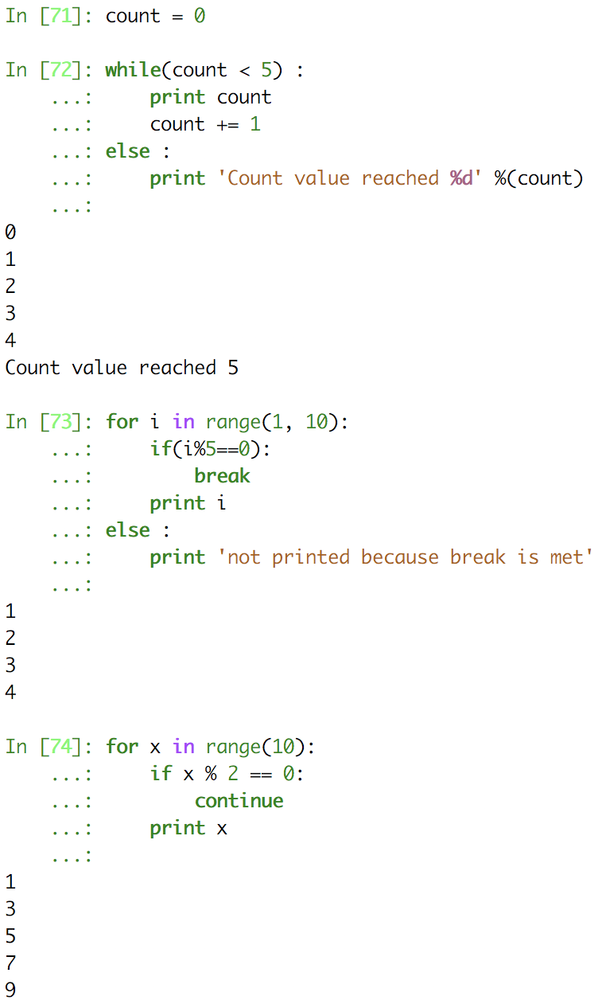 In [71]: count = 0
In [72]: while(count < 5) :
    ...:     print count
    ...:     count += 1
    ...: else :
    ...:     print 'Count value reached %d' %(count)
    ...:
0
1
2
3
4
Count value reached 5
In [73]: for i in range(1, 10):
    ...:     if(i%5==0):
    ...:         break
    ...:     print i
    ...: else :
    ...:     print 'not printed because break is met'
    ...:
1
2
3
4
In [74]: for x in range(10):
    ...:     if x % 2 == 0:
    ...:         continue
    ...:     print x
    ...:
1
3
5
7
9